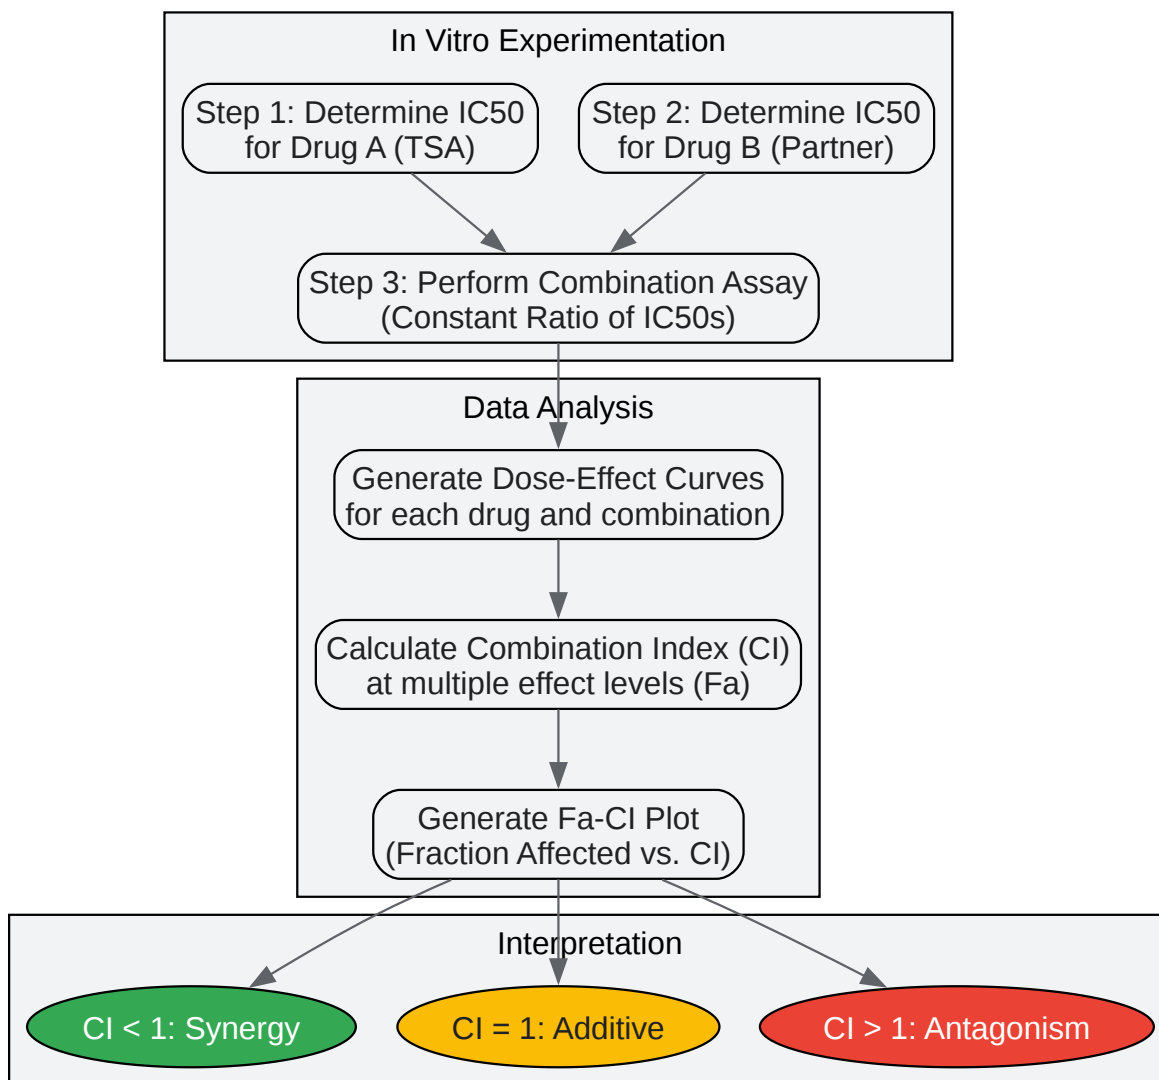 In Vitro Experimentation
Step 1: Determine IC50
for Drug A (TSA)
Step 2: Determine IC50
for Drug B (Partner)
Step 3: Perform Combination Assay
(Constant Ratio of IC50s)
Data Analysis
Generate Dose-Effect Curves
for each drug and combination
Calculate Combination Index (CI)
at multiple effect levels (Fa)
Generate Fa-CI Plot
(Fraction Affected vs. CI)
Interpretation
CI < 1: Synergy
CI = 1: Additive
CI > 1: Antagonism